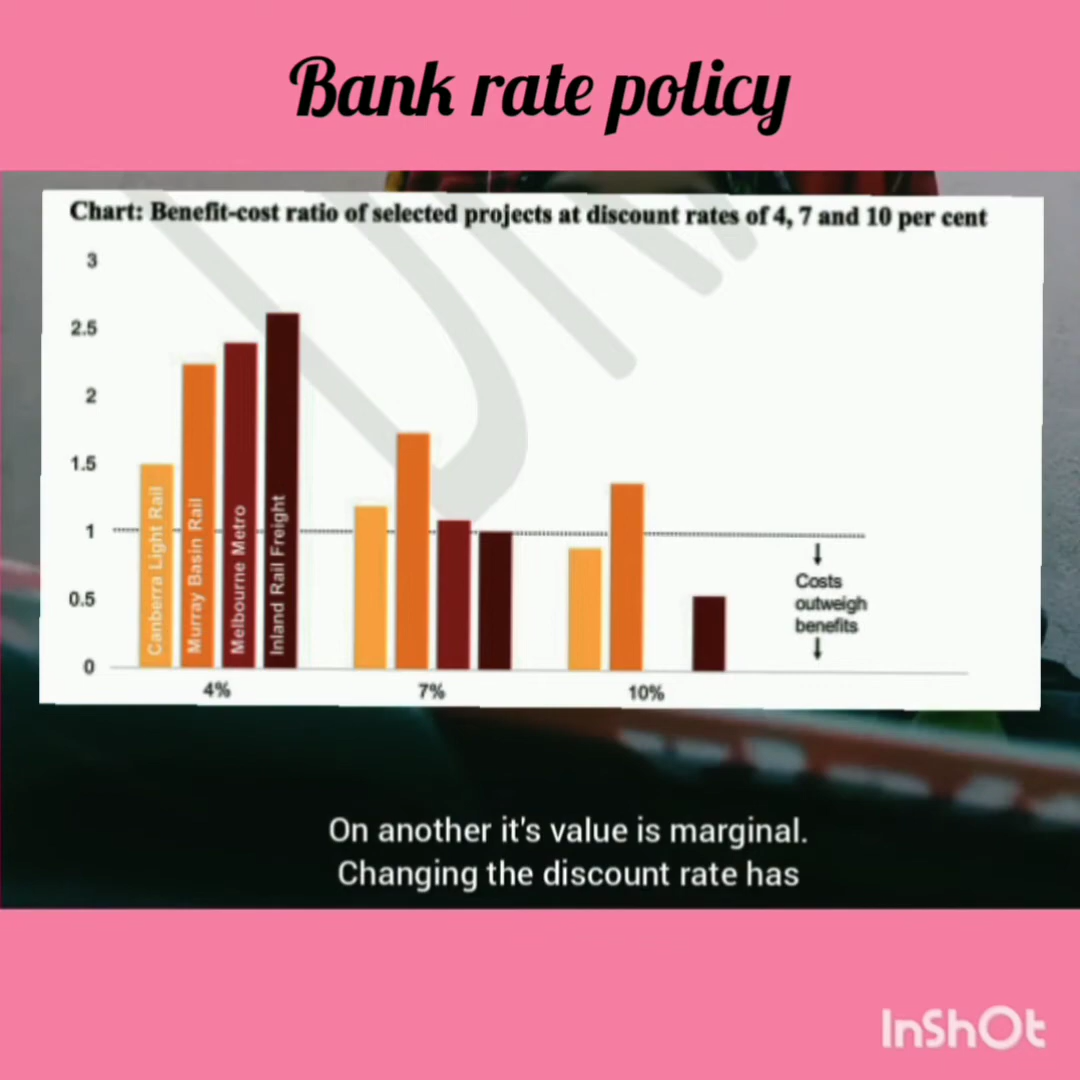 Bank rate policy
Chart: Benefit-cost ratio of selected projects at discount rates of 4, 7 and 10 per cent
3
2.5
2
1.5
1
0.5
0
Canberra Light Rail
Murray Basin Rail
Melbourne Metro
Inland Rail Freight
Costs
outweigh
benefits
4%
7%
10%
On another it's value is marginal.
Changing the discount rate has
InShOt